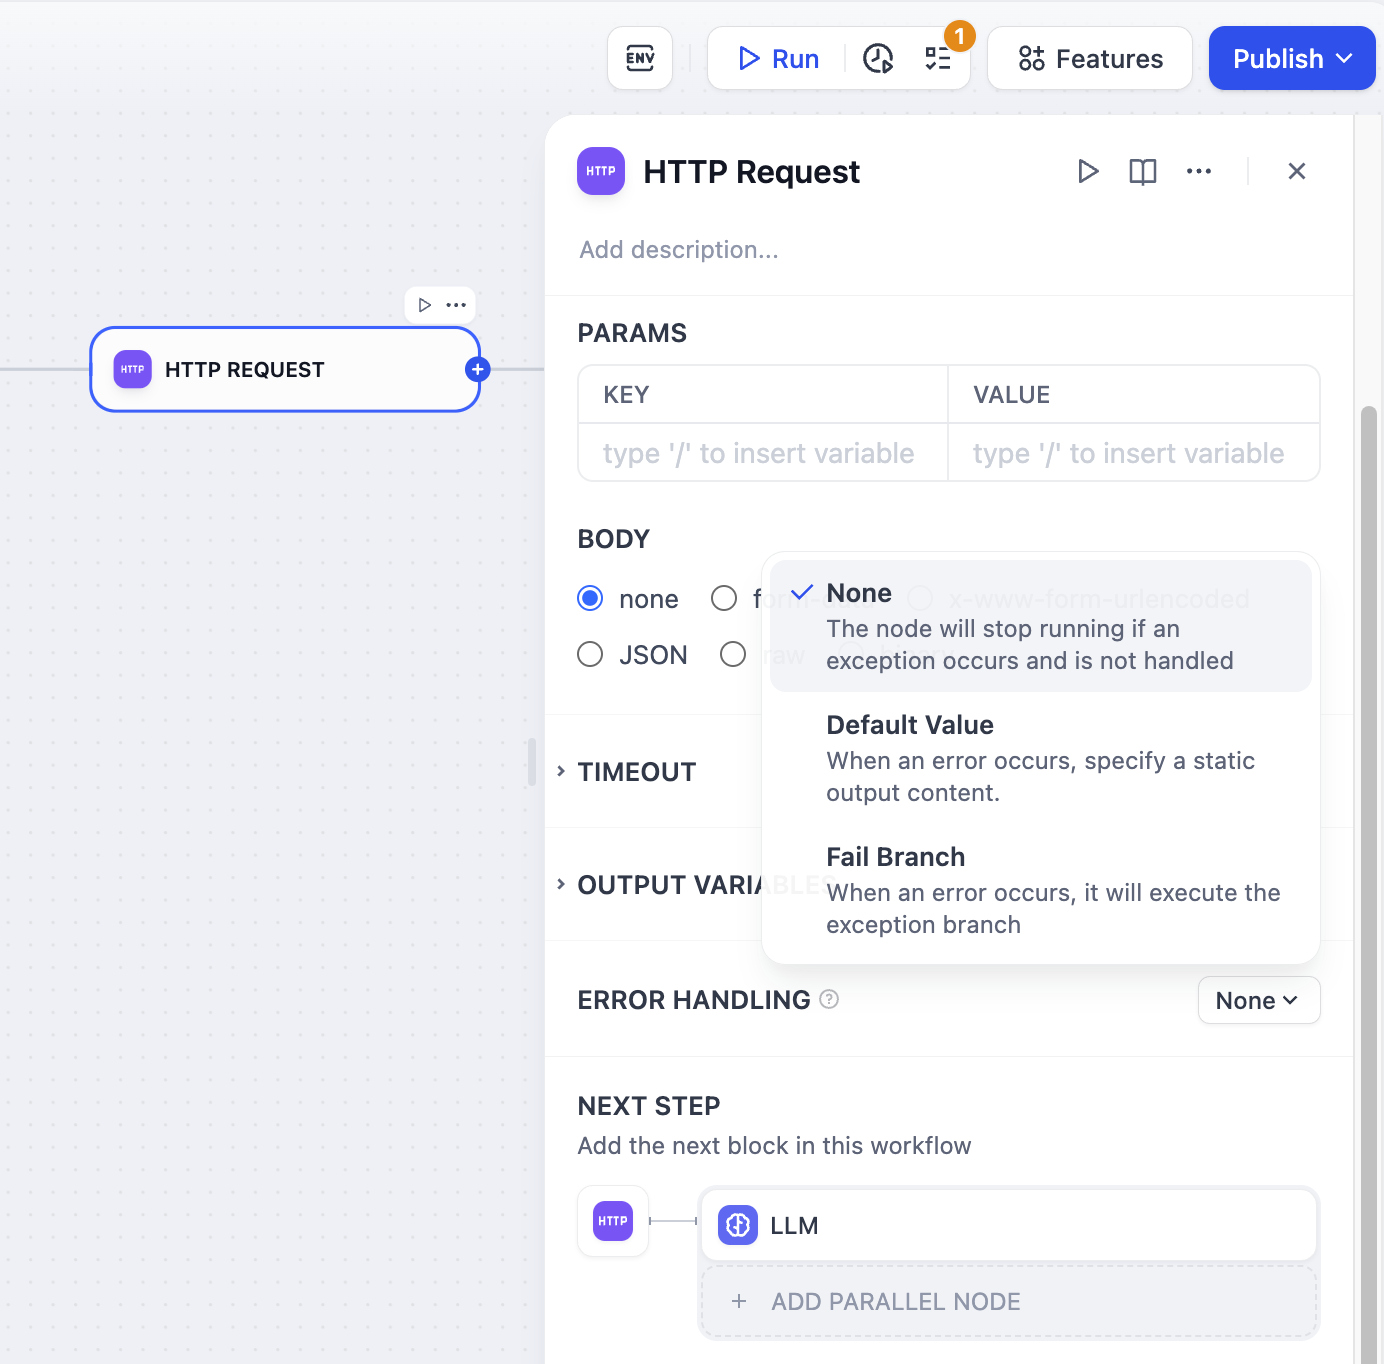 ENV
Run
1
Features
Publish
HTTP
HTTP Request
Add description...
HTTP
HTTP REQUEST
PARAMS
KEY
VALUE
type '/' to insert variable
type '/' to insert variable
BODY
none
form-data
x-www-form-urlencoded
JSON
raw
binary
None
The node will stop running if an
exception occurs and is not handled
Default Value
When an error occurs, specify a static
output content.
Fail Branch
When an error occurs, it will execute the
exception branch
TIMEOUT
OUTPUT VARIABLES
ERROR HANDLING
?
None
NEXT STEP
Add the next block in this workflow
HTTP
LLM
+ ADD PARALLEL NODE